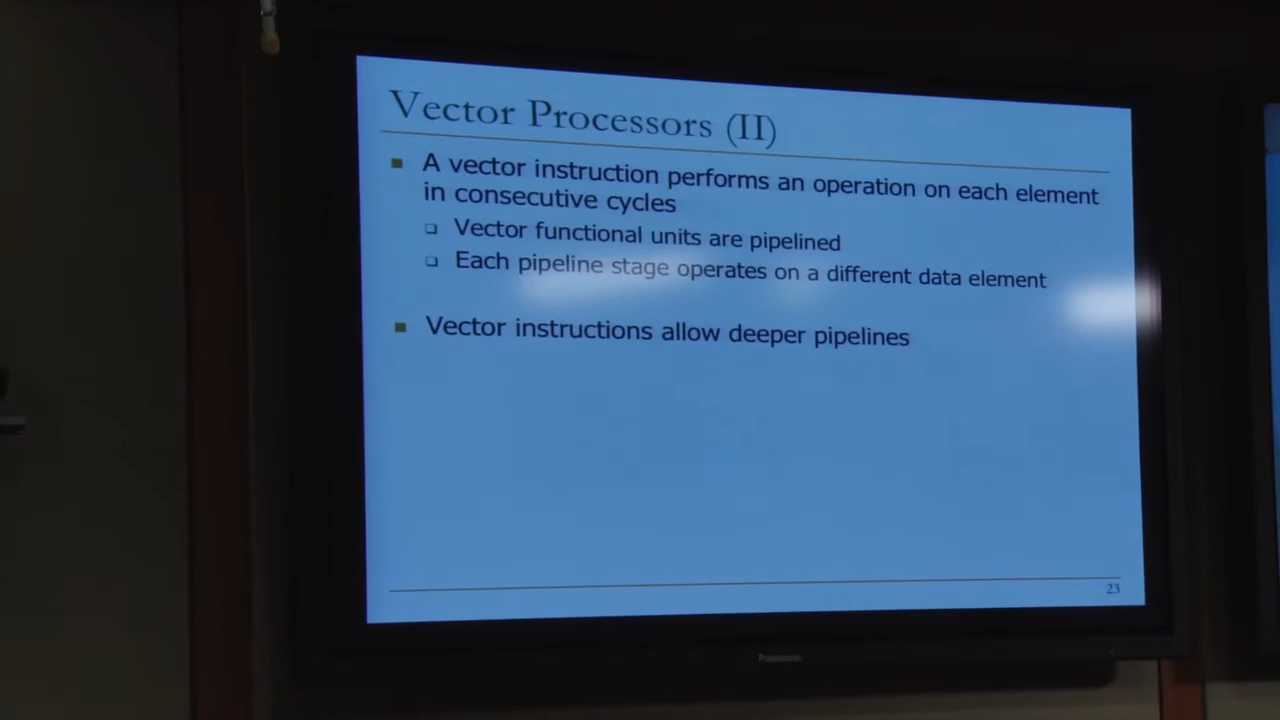 Vector Processors (II)
A vector instruction performs an operation on each element
in consecutive cycles
Vector functional units are pipelined
Each pipeline stage operates on a different data element
Vector instructions allow deeper pipelines
23
Panasonic